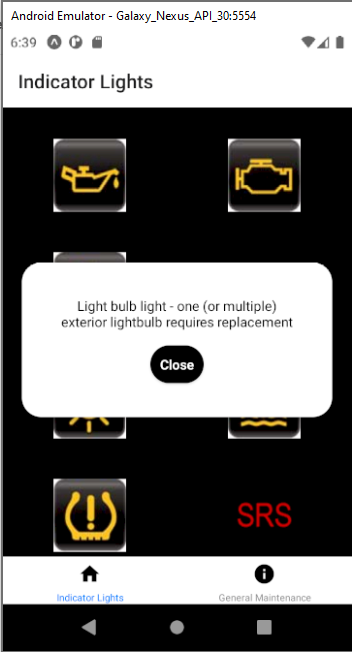 Android Emulator - Galaxy_Nexus_API_30:5554
6:39
Indicator Lights
Light bulb light - one (or multiple)
exterior lightbulb requires replacement
Close
SRS
Indicator Lights
General Maintenance